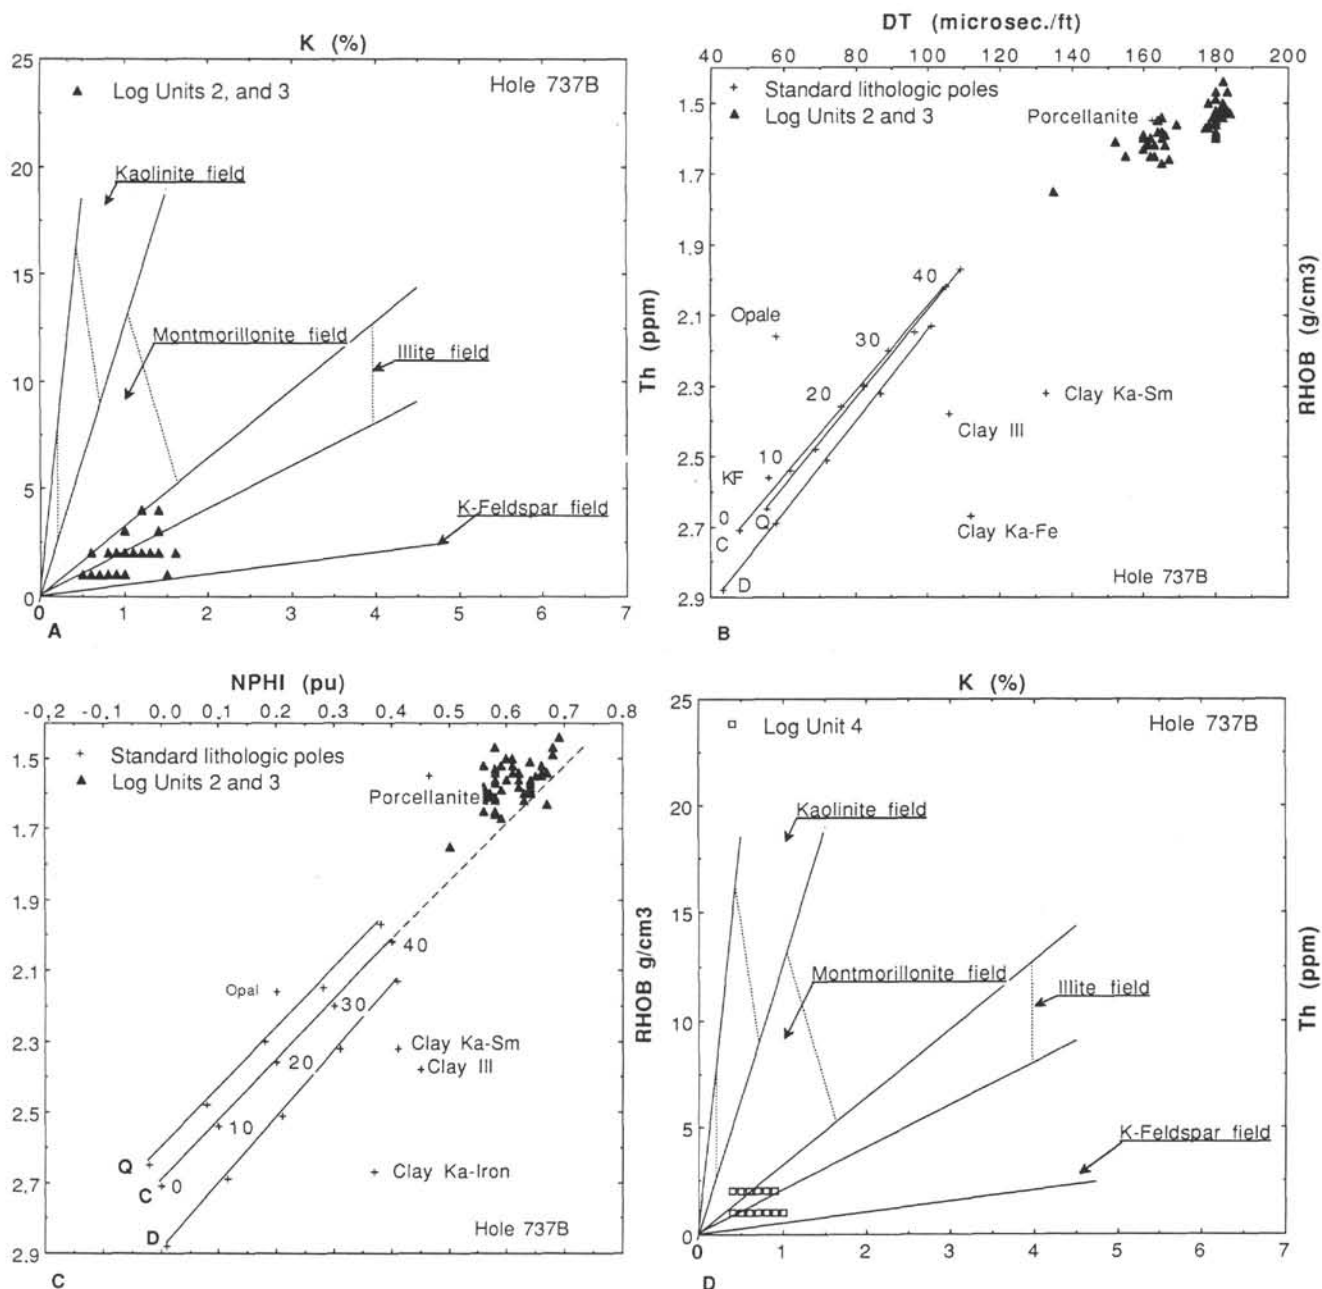 K (%)
25
20
15
10
5
0
Th (ppm)
▲ Log Units 2, and 3
Hole 737B
Kaolinite field
Montmorillonite field
Illite field
K-Feldspar field
0 1 2 3 4 5 6 7
A
DT (microsec./ft)
40 60 80 100 120 140 160 180 200
1.5
1.7
1.9
2.1
2.3
2.5
2.7
2.9
RHOB (g/cm3)
+ Standard lithologic poles
▲ Log Units 2 and 3
Porcellanite
40
Opale
30
20
Clay Ka-Sm
Clay Ill
10
KF
0
Q
C
Clay Ka-Fe
D
Hole 737B
B
NPHI (pu)
-0.2 -0.1 0.0 0.1 0.2 0.3 0.4 0.5 0.6 0.7 0.8
1.5
1.7
1.9
2.1
2.3
2.5
2.7
2.9
RHOB g/cm3
+ Standard lithologic poles
▲ Log Units 2 and 3
Porcellanite
40
Opal
30
Clay Ka-Sm
20
Clay Ill
10
Q
Clay Ka-Iron
C
0
D
Hole 737B
C
K (%)
25
20
15
10
5
0
Th (ppm)
□ Log Unit 4
Hole 737B
Kaolinite field
Montmorillonite field
Illite field
K-Feldspar field
0 1 2 3 4 5 6 7
D